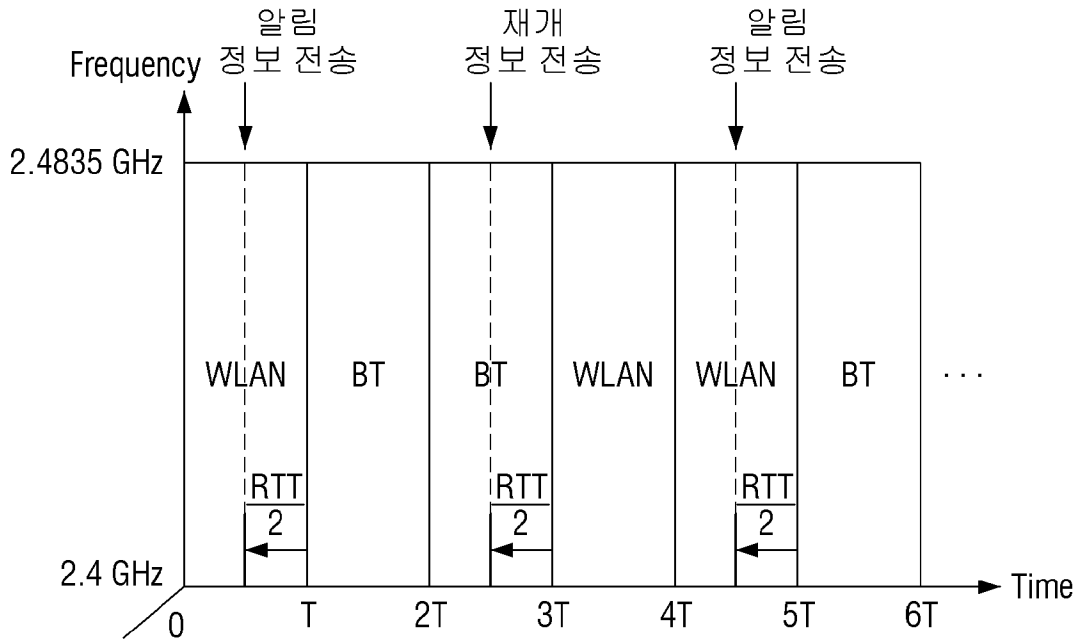 알림
정보 전송
재개
정보 전송
알림
정보 전송
Frequency
2.4835 GHz
WLAN
BT
BT
WLAN
WLAN
BT
...
RTT
2
RTT
2
RTT
2
2.4 GHz
0
T
2T
3T
4T
5T
6T
Time